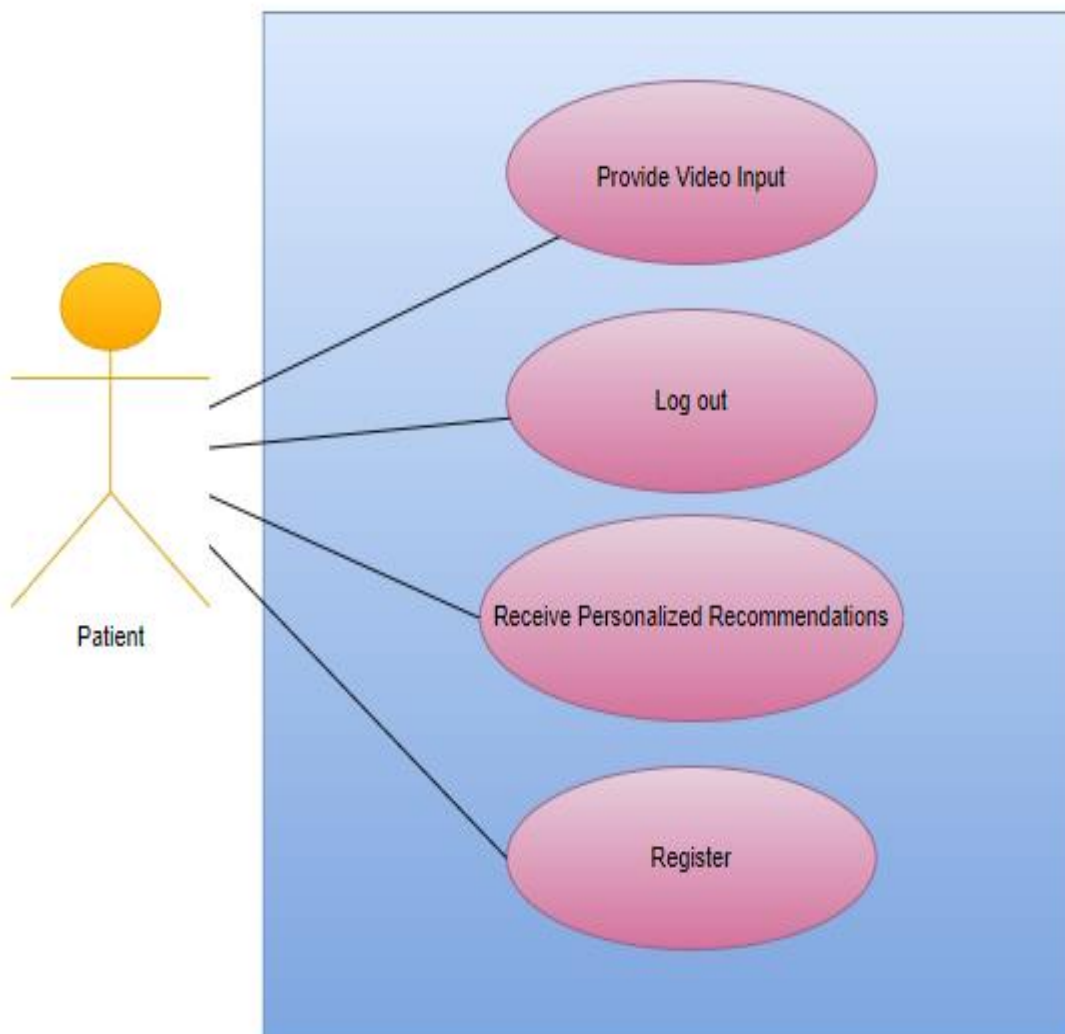 Provide Video Input
Log out
Receive Personalized Recommendations
Patient
Register